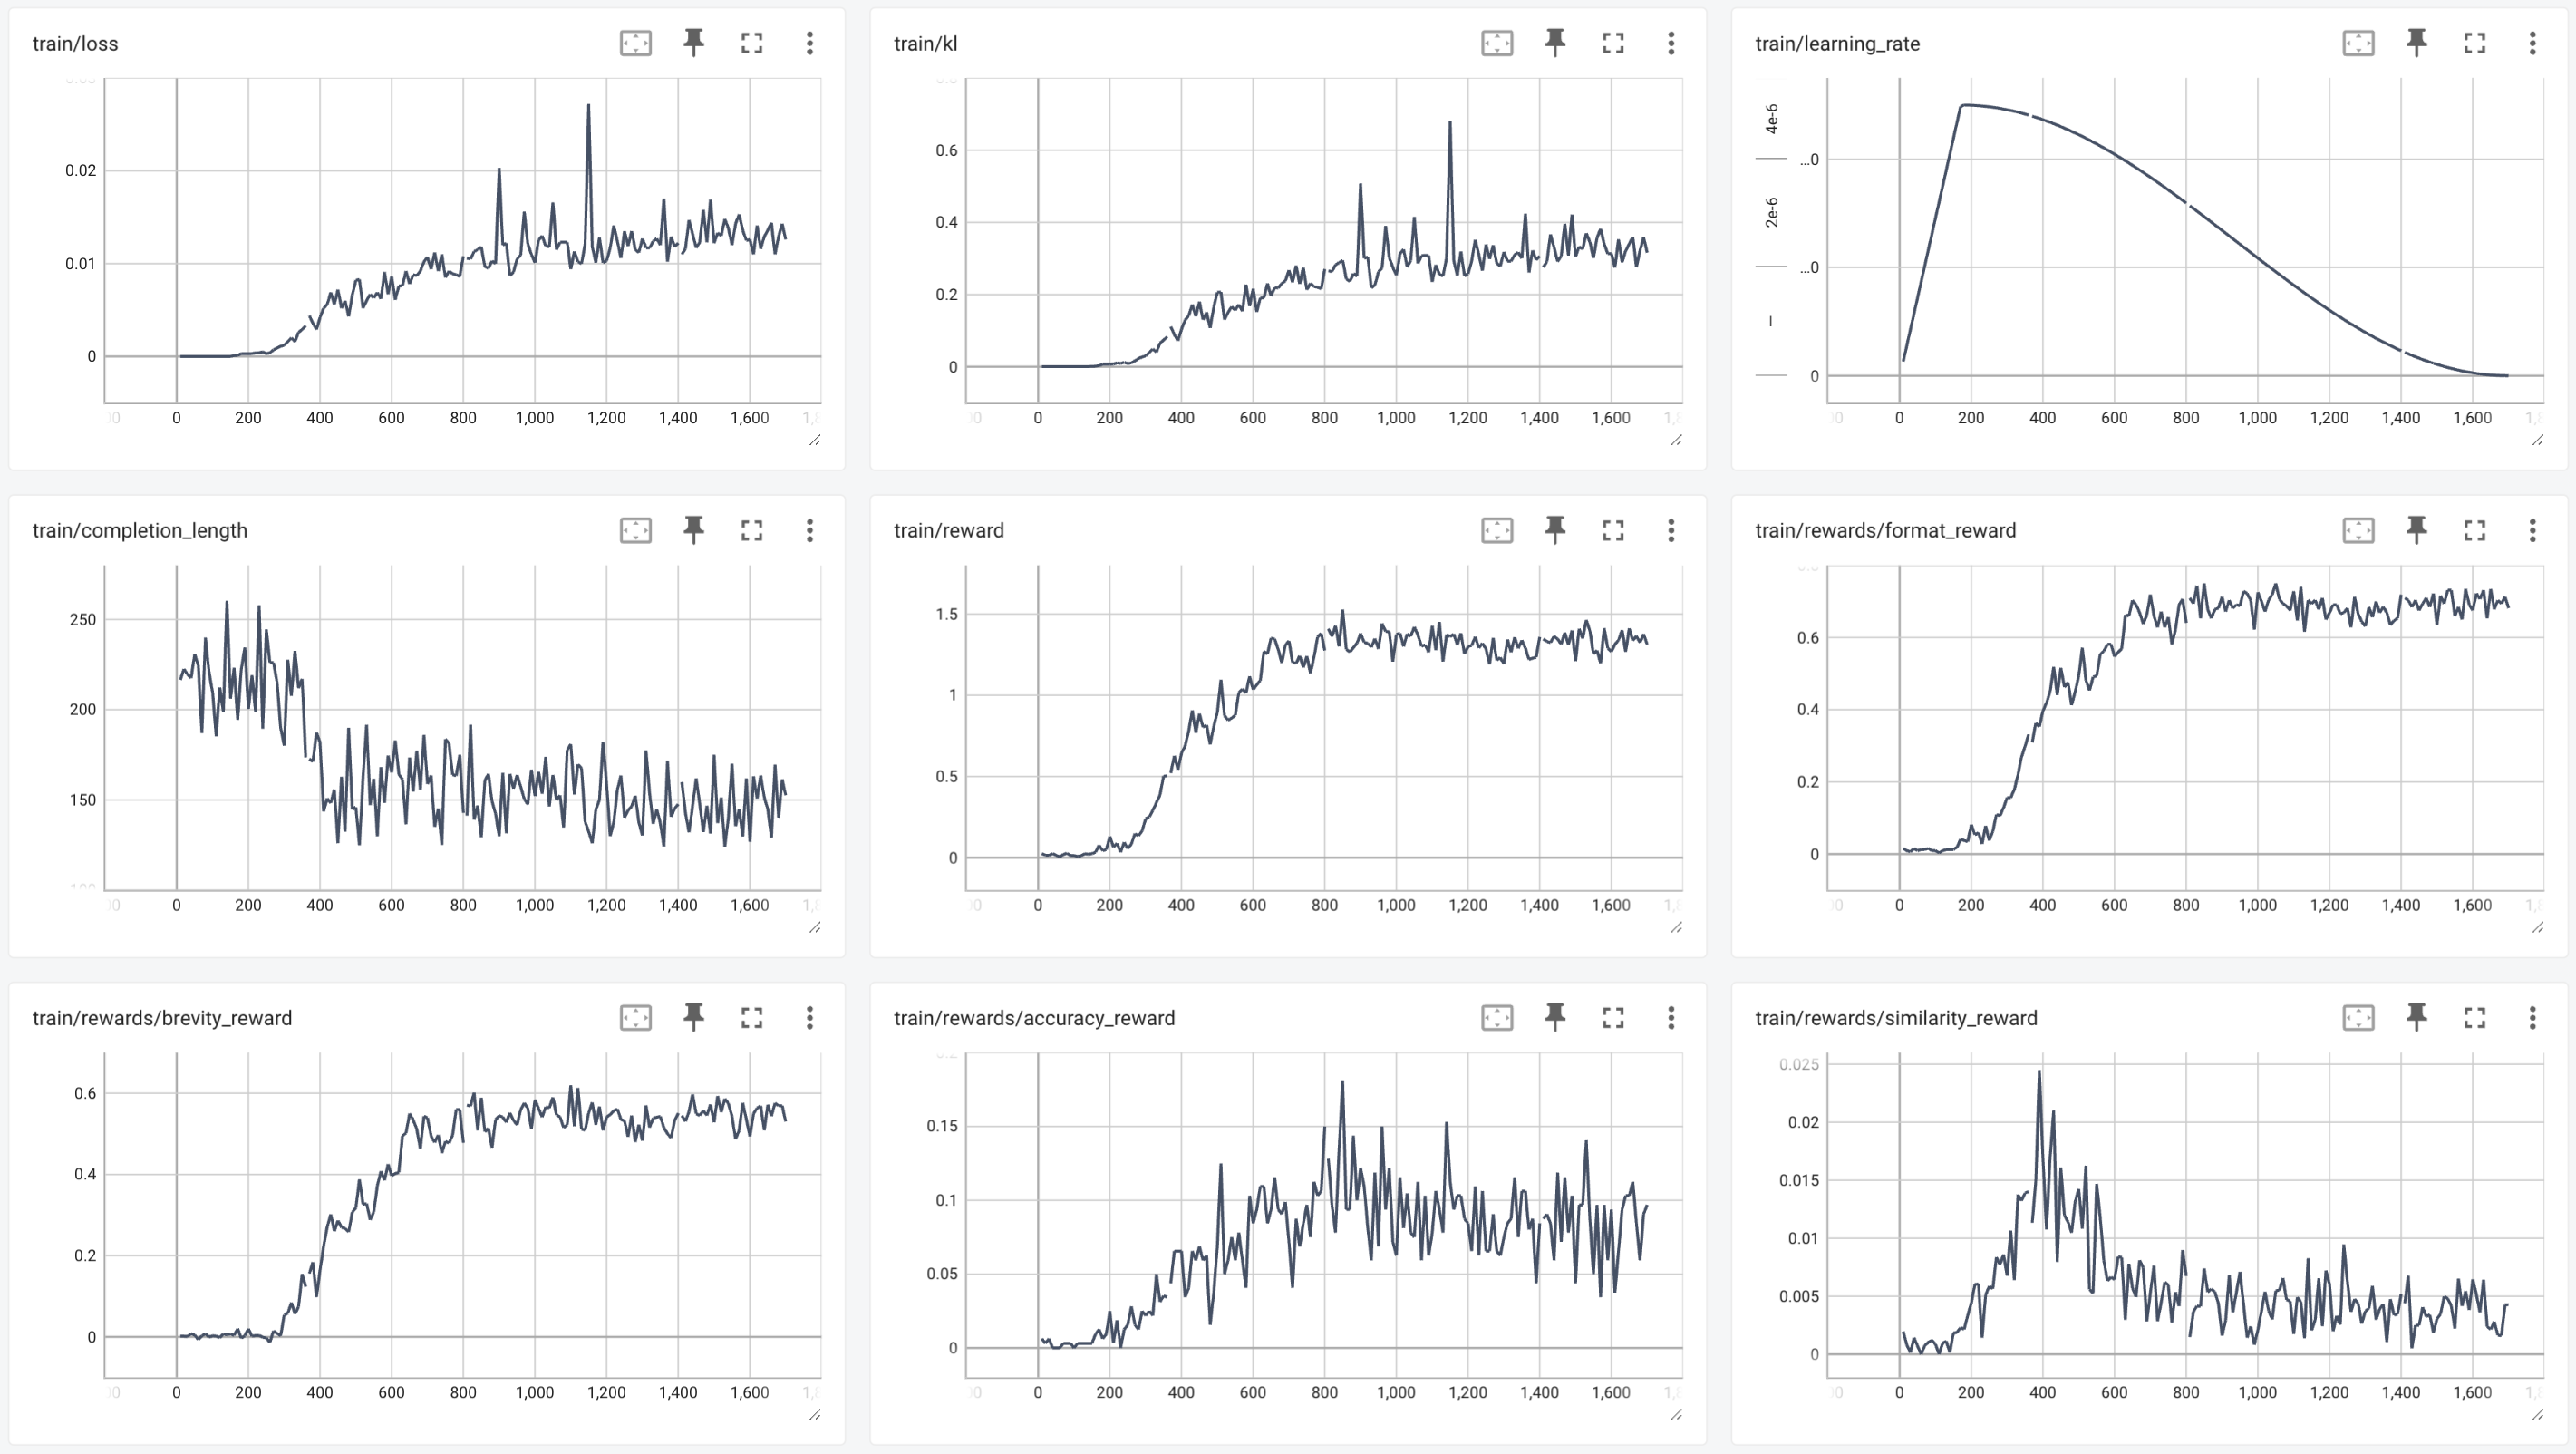 train/loss
0.02
0.01
0
0 200 400 600 800 1,000 1,200 1,400 1,600
train/kl
0.6
0.4
0.2
0
0 200 400 600 800 1,000 1,200 1,400 1,600
train/learning_rate
4e-6
2e-6
...0
...0
0
0 200 400 600 800 1,000 1,200 1,400 1,600
train/completion_length
250
200
150
100
0 200 400 600 800 1,000 1,200 1,400 1,600
train/reward
1.5
1
0.5
0
0 200 400 600 800 1,000 1,200 1,400 1,600
train/rewards/format_reward
0.6
0.4
0.2
0
0 200 400 600 800 1,000 1,200 1,400 1,600
train/rewards/brevity_reward
0.6
0.4
0.2
0
0 200 400 600 800 1,000 1,200 1,400 1,600
train/rewards/accuracy_reward
0.2
0.15
0.1
0.05
0
0 200 400 600 800 1,000 1,200 1,400 1,600
train/rewards/similarity_reward
0.025
0.02
0.015
0.01
0.005
0
0 200 400 600 800 1,000 1,200 1,400 1,600